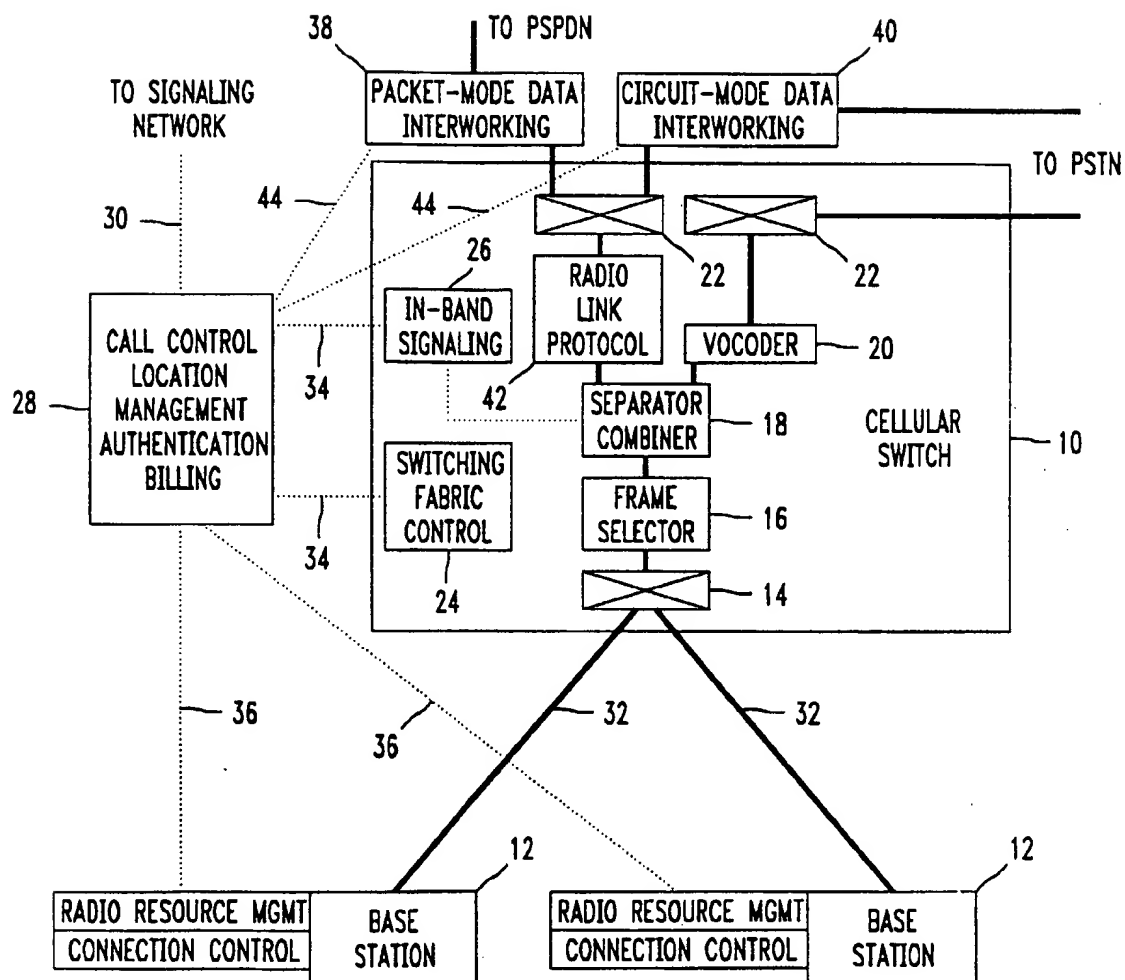 TO PSPDN
38
40
PACKET-MODE DATA
INTERWORKING
CIRCUIT-MODE DATA
INTERWORKING
TO SIGNALING
NETWORK
TO PSTN
44
44
30
22
22
26
IN-BAND
SIGNALING
RADIO
LINK
PROTOCOL
VOCODER
20
34
42
CALL CONTROL
LOCATION
MANAGEMENT
AUTHENTICATION
BILLING
28
SEPARATOR
COMBINER
18
CELLULAR
SWITCH
10
SWITCHING
FABRIC
CONTROL
FRAME
SELECTOR
16
34
24
14
36
36
32
32
12
12
RADIO RESOURCE MGMT
CONNECTION CONTROL
BASE
STATION
RADIO RESOURCE MGMT
CONNECTION CONTROL
BASE
STATION